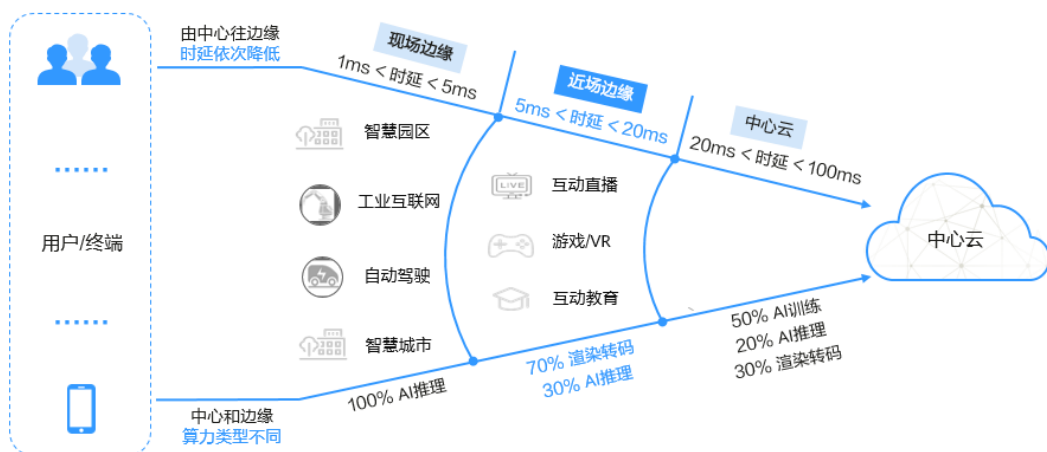 由中心往边缘
时延依次降低
现场边缘
1ms < 时延 < 5ms
近场边缘
5ms < 时延 < 20ms
中心云
20ms < 时延 < 100ms
智慧园区
工业互联网
自动驾驶
智慧城市
LIVE
互动直播
游戏/VR
互动教育
用户/终端
中心云
100% AI推理
70% 渲染转码
30% AI推理
50% AI训练
20% AI推理
30% 渲染转码
中心和边缘
算力类型不同